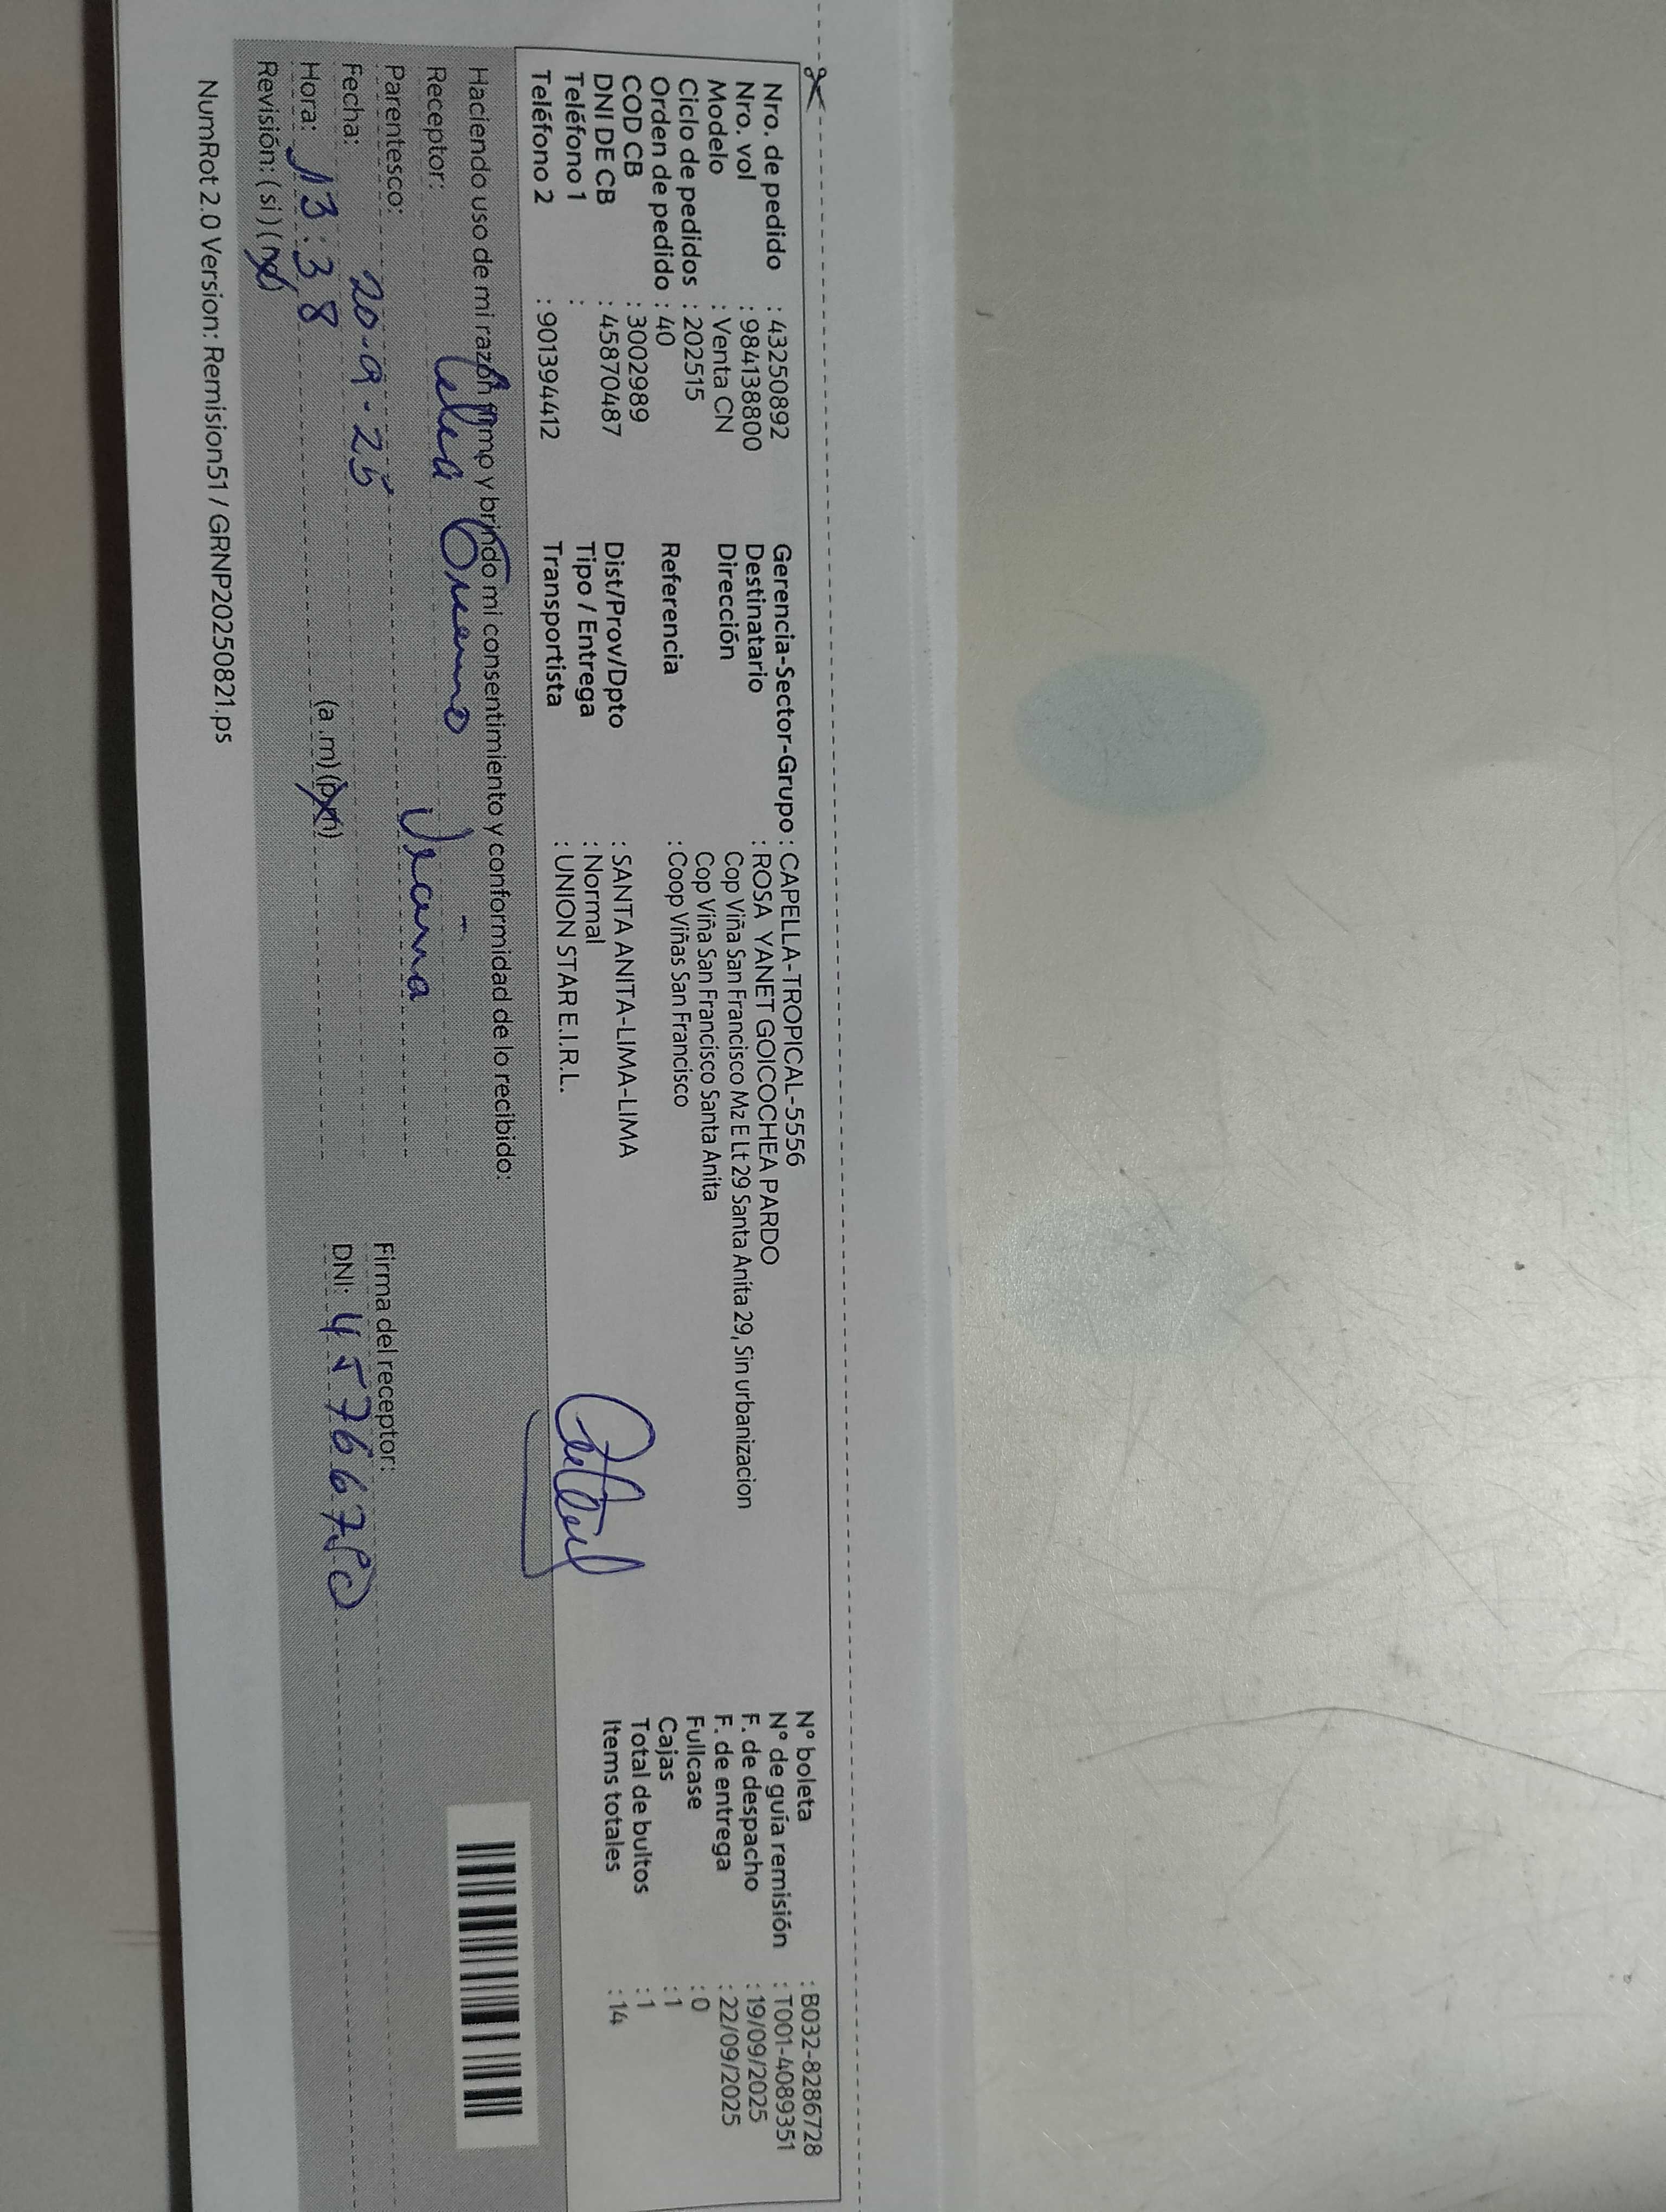 Nro. de pedido : 43250892
Nro. vol : 984138800
Modelo : Venta CN
Ciclo de pedidos : 202515
Orden de pedido : 40
COD CB : 3002989
DNI DE CB : 45870487
Teléfono 1 :
Teléfono 2 : 901394412
Gerencia-Sector-Grupo : CAPELLA-TROPICAL-5556
Destinatario : ROSA YANET GOICOCHEA PARDO
Dirección Cop Viña San Francisco Mz E Lt 29 Santa Anita 29, Sin urbanizacion
Cop Viña San Francisco Santa Anita
Referencia : Coop Viñas San Francisco
Dist/Prov/Dpto : SANTA ANITA-LIMA-LIMA
Tipo / Entrega : Normal
Transportista : UNION STAR E.I.R.L.
N° boleta : B032-8286728
N° de guía remisión : T001-4089351
F. de despacho : 19/09/2025
F. de entrega : 22/09/2025
Fullcase : 0
Cajas : 1
Total de bultos : 1
Items totales : 14
Haciendo uso de mi razón y brindo mi consentimiento y conformidad de lo recibido:
Receptor:
Parentesco: Vecina
Fecha: 20-9-25
Hora: 13:38 (a.m) (p.m)
Revisión: (si) (no)
Firma del receptor:
DNI:
NumRot 2.0 Version: Remision51 / GRNP20250821.ps